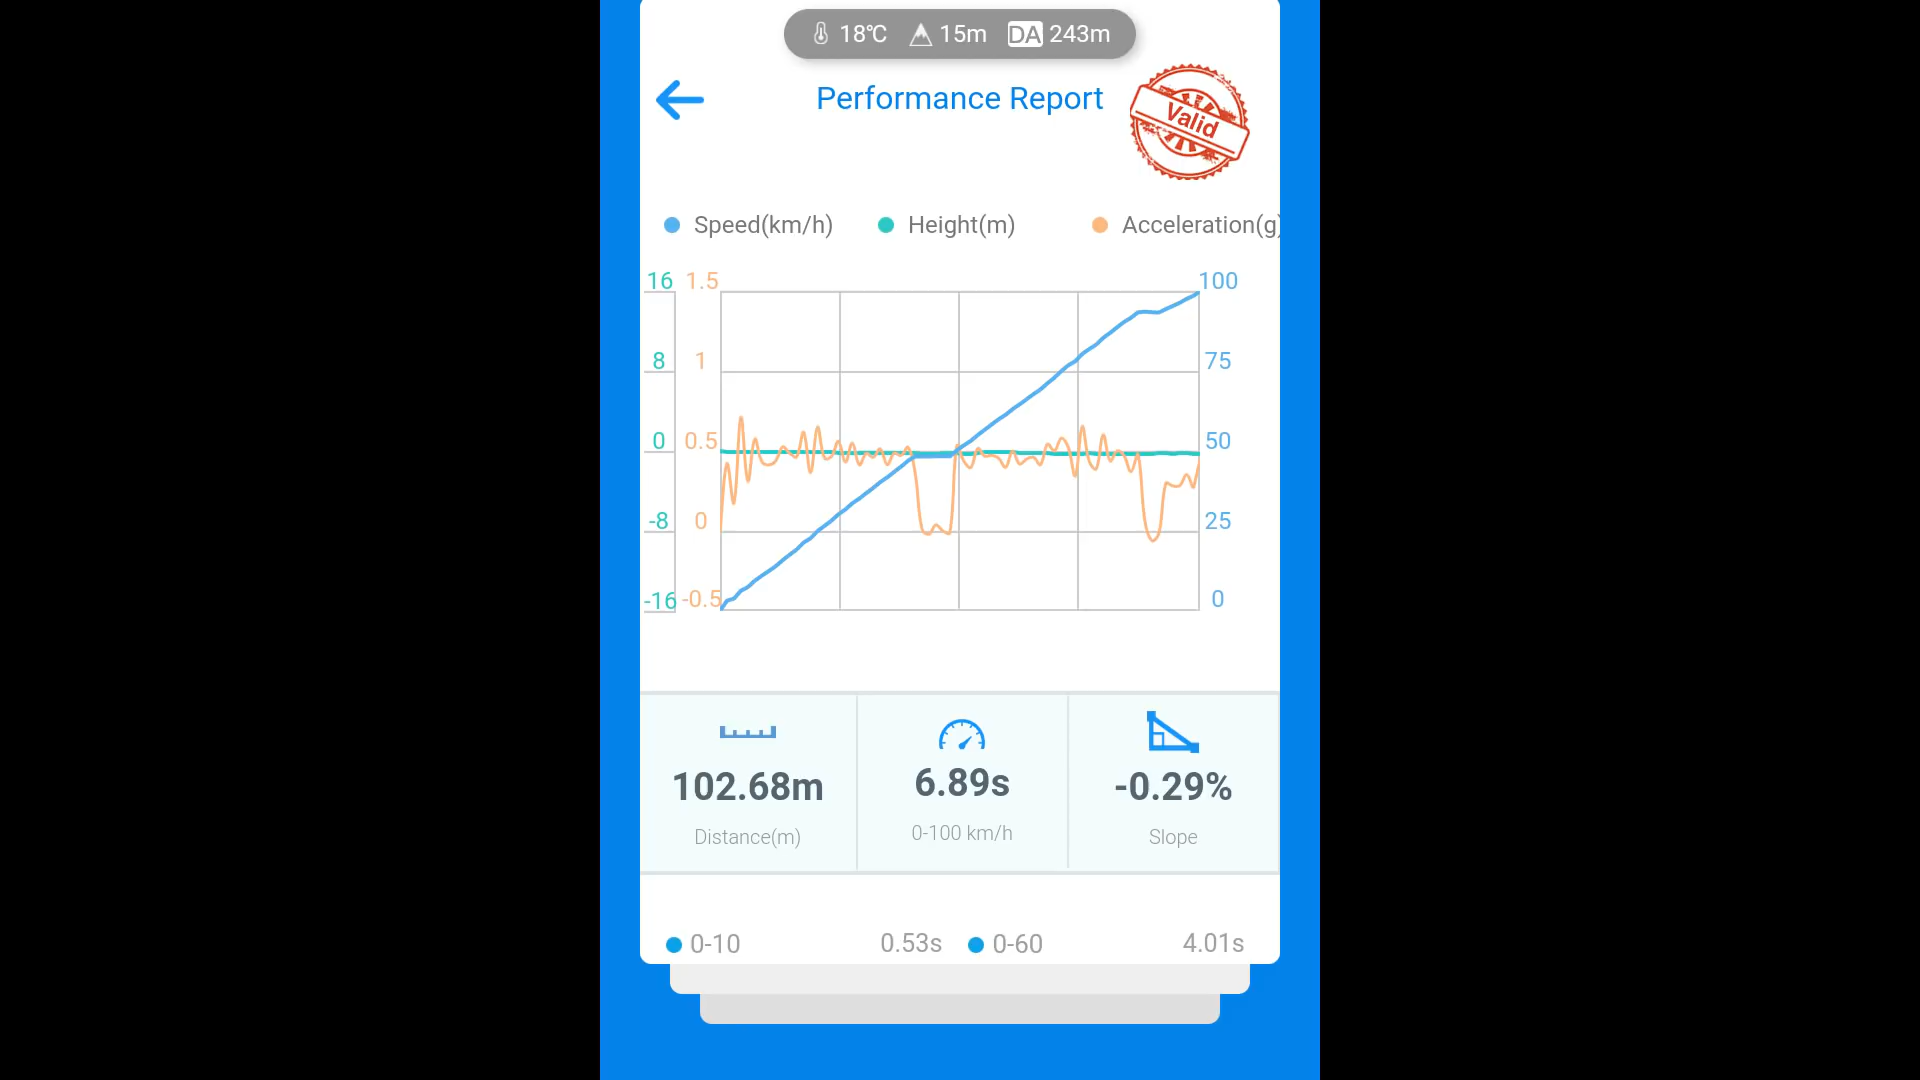 18℃ 15m DA 243m
Performance Report
Valid
Speed(km/h) Height(m) Acceleration(g)
16 1.5 100
8 1 75
0 0.5 50
-8 0 25
-16 -0.5 0
102.68m 6.89s -0.29%
Distance(m) 0-100 km/h Slope
0-10 0.53s 0-60 4.01s